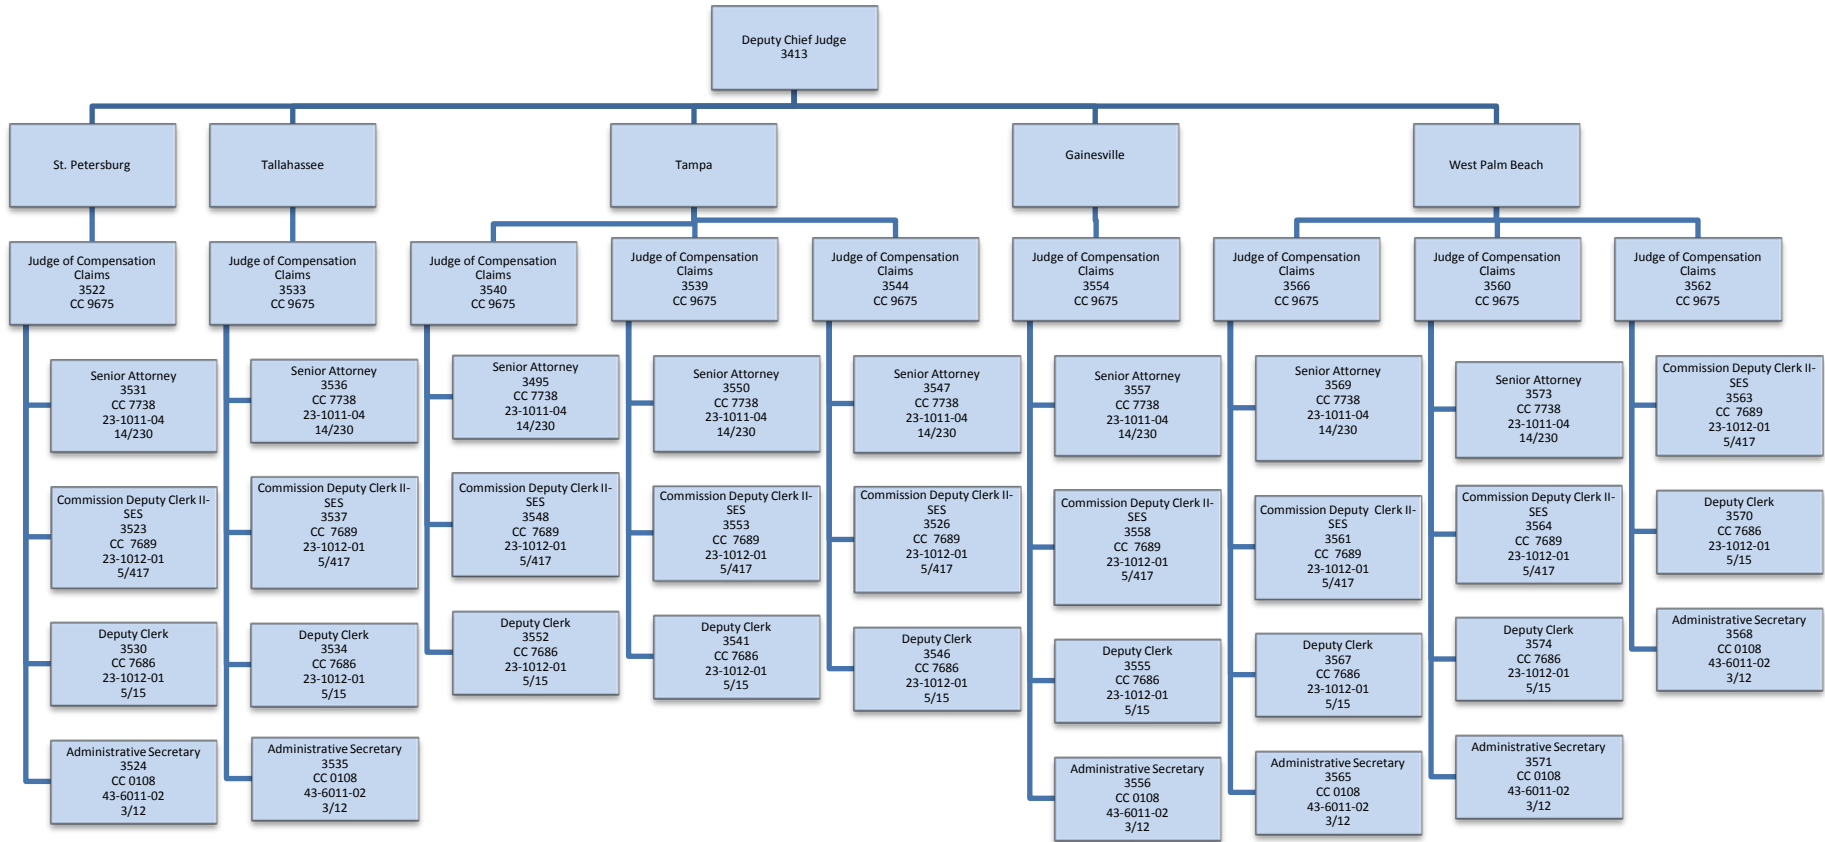 Deputy Chief Judge
3413
St. Petersburg
Tallahassee
Tampa
Gainesville
West Palm Beach
Judge of Compensation
Claims
3522
CC 9675
Judge of Compensation
Claims
3533
CC 9675
Judge of Compensation
Claims
3540
CC 9675
Judge of Compensation
Claims
3539
CC 9675
Judge of Compensation
Claims
3544
CC 9675
Judge of Compensation
Claims
3554
CC 9675
Judge of Compensation
Claims
3566
CC 9675
Judge of Compensation
Claims
3560
CC 9675
Judge of Compensation
Claims
3562
CC 9675
Senior Attorney
3531
CC 7738
23-1011-04
14/230
Senior Attorney
3536
CC 7738
23-1011-04
14/230
Senior Attorney
3495
CC 7738
23-1011-04
14/230
Senior Attorney
3550
CC 7738
23-1011-04
14/230
Senior Attorney
3547
CC 7738
23-1011-04
14/230
Senior Attorney
3557
CC 7738
23-1011-04
14/230
Senior Attorney
3569
CC 7738
23-1011-04
14/230
Senior Attorney
3573
CC 7738
23-1011-04
14/230
Commission Deputy Clerk II-
SES
3563
CC 7689
23-1012-01
5/417
Commission Deputy Clerk II-
SES
3523
CC 7689
23-1012-01
5/417
Commission Deputy Clerk II-
SES
3537
CC 7689
23-1012-01
5/417
Commission Deputy Clerk II-
SES
3548
CC 7689
23-1012-01
5/417
Commission Deputy Clerk II-
SES
3553
CC 7689
23-1012-01
5/417
Commission Deputy Clerk II-
SES
3526
CC 7689
23-1012-01
5/417
Commission Deputy Clerk II-
SES
3558
CC 7689
23-1012-01
5/417
Commission Deputy Clerk II-
SES
3561
CC 7689
23-1012-01
5/417
Commission Deputy Clerk II-
SES
3564
CC 7689
23-1012-01
5/417
Deputy Clerk
3570
CC 7686
23-1012-01
5/15
Deputy Clerk
3530
CC 7686
23-1012-01
5/15
Deputy Clerk
3534
CC 7686
23-1012-01
5/15
Deputy Clerk
3552
CC 7686
23-1012-01
5/15
Deputy Clerk
3541
CC 7686
23-1012-01
5/15
Deputy Clerk
3546
CC 7686
23-1012-01
5/15
Deputy Clerk
3555
CC 7686
23-1012-01
5/15
Deputy Clerk
3567
CC 7686
23-1012-01
5/15
Deputy Clerk
3574
CC 7686
23-1012-01
5/15
Administrative Secretary
3568
CC 0108
43-6011-02
3/12
Administrative Secretary
3524
CC 0108
43-6011-02
3/12
Administrative Secretary
3535
CC 0108
43-6011-02
3/12
Administrative Secretary
3556
CC 0108
43-6011-02
3/12
Administrative Secretary
3565
CC 0108
43-6011-02
3/12
Administrative Secretary
3571
CC 0108
43-6011-02
3/12